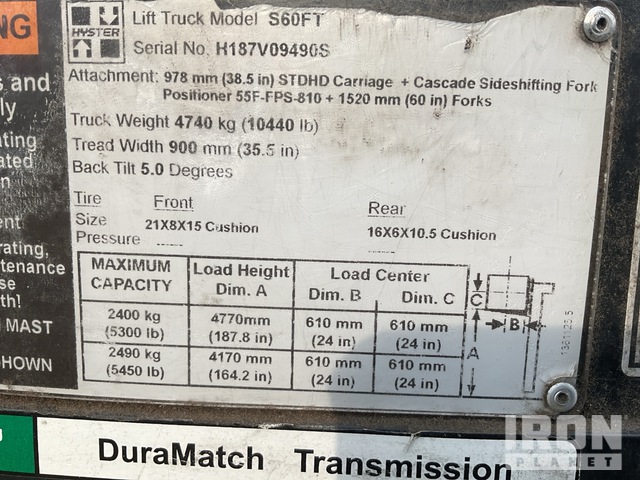 NG
s and
ly
ating
ated
n
ent
rating,
ntenance
se
th!
N MAST
SHOWN
HYSTER
Lift Truck Model S60FT
Serial No. H187V09490S
Attachment: 978 mm (38.5 in) STDHD Carriage + Cascade Sideshifting Fork
Positioner 55F-FPS-810 + 1520 mm (60 in) Forks
Truck Weight 4740 kg (10440 lb)
Tread Width 900 mm (35.5 in)
Back Tilt 5.0 Degrees
Tire Front Rear
Size 21X8X15 Cushion 16X6X10.5 Cushion
Pressure
MAXIMUM CAPACITY Load Height Dim. A Load Center Dim. B Dim. C
2400 kg 4770mm 610 mm 610 mm
(5300 lb) (187.8 in) (24 in) (24 in)
2490 kg 4170 mm 610 mm 610 mm
(5450 lb) (164.2 in) (24 in) (24 in)
C
B
A
DuraMatch Transmission
IRON
PLANET